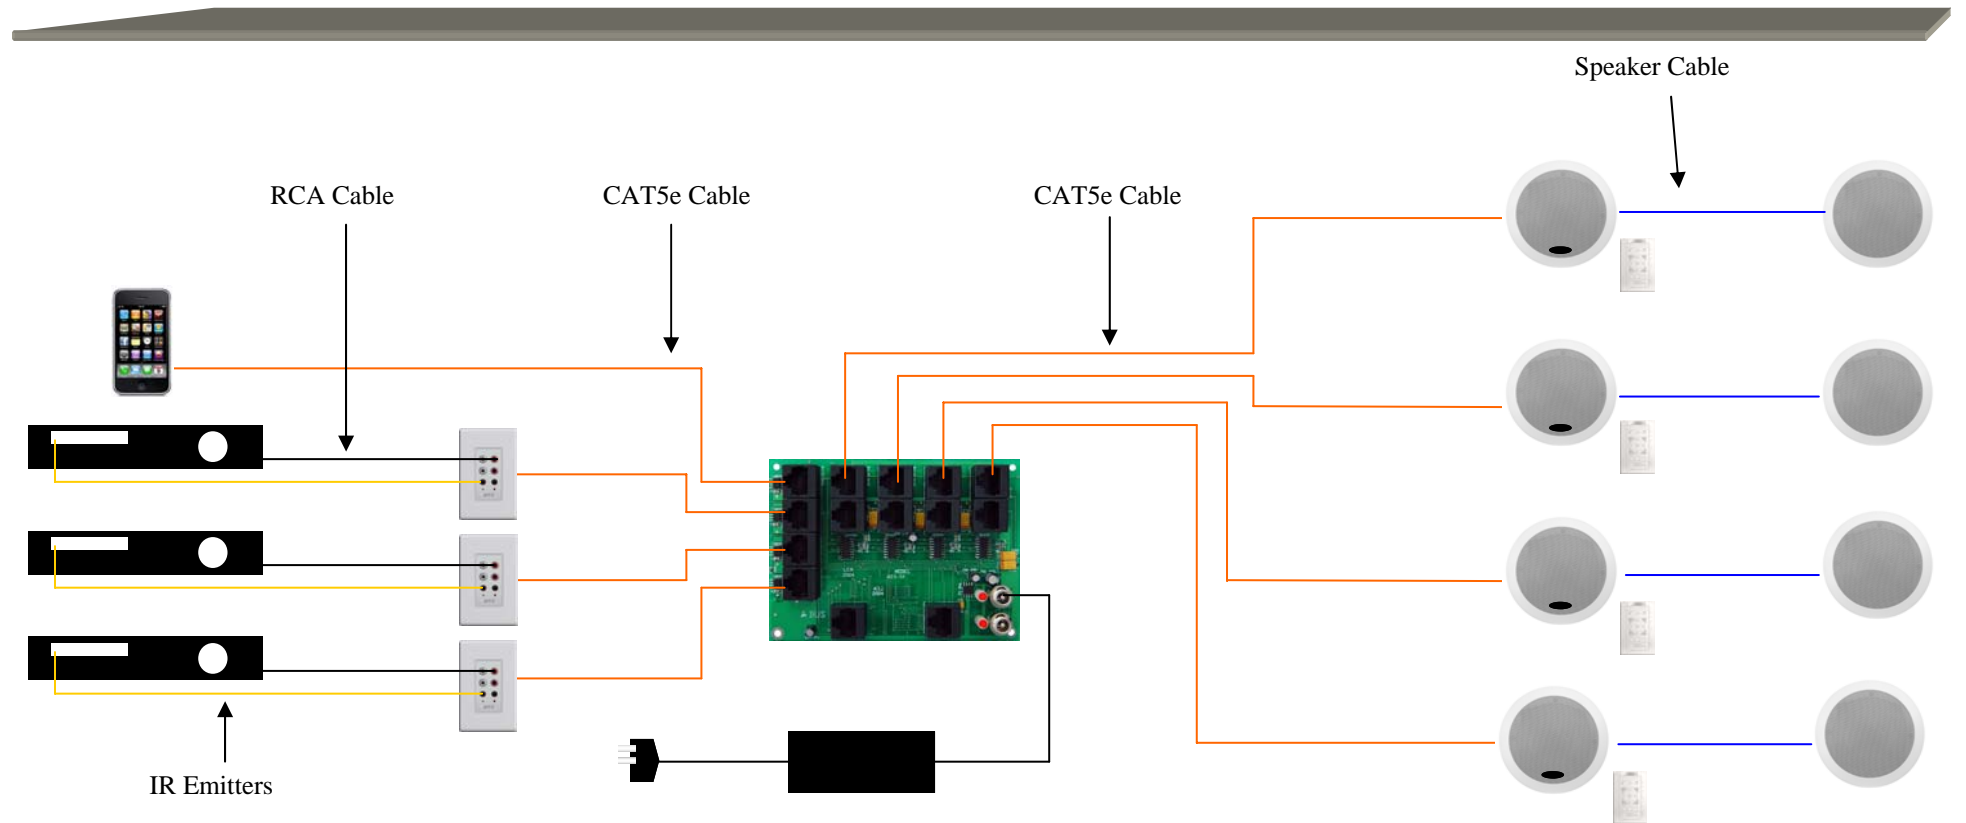 Speaker Cable
RCA Cable
CAT5e Cable
CAT5e Cable
IR Emitters